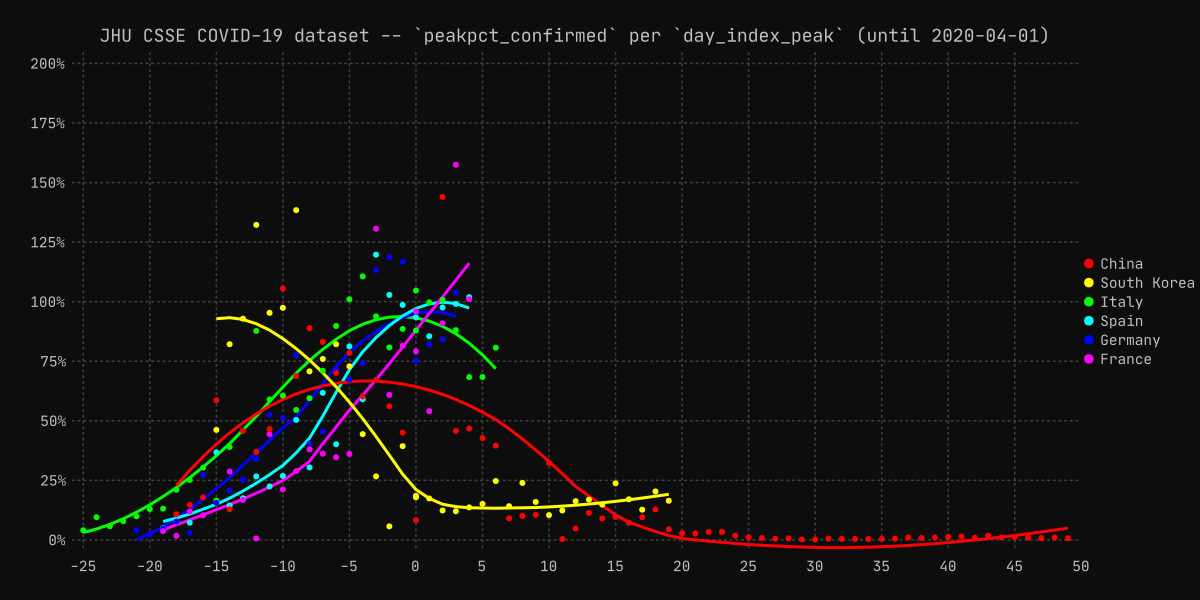 JHU CSSE COVID-19 dataset -- `peakpct_confirmed` per `day_index_peak` (until 2020-04-01)
200%
175%
150%
125%
100%
75%
50%
25%
0%
-25 -20 -15 -10 -5 0 5 10 15 20 25 30 35 40 45 50
China
South Korea
Italy
Spain
Germany
France